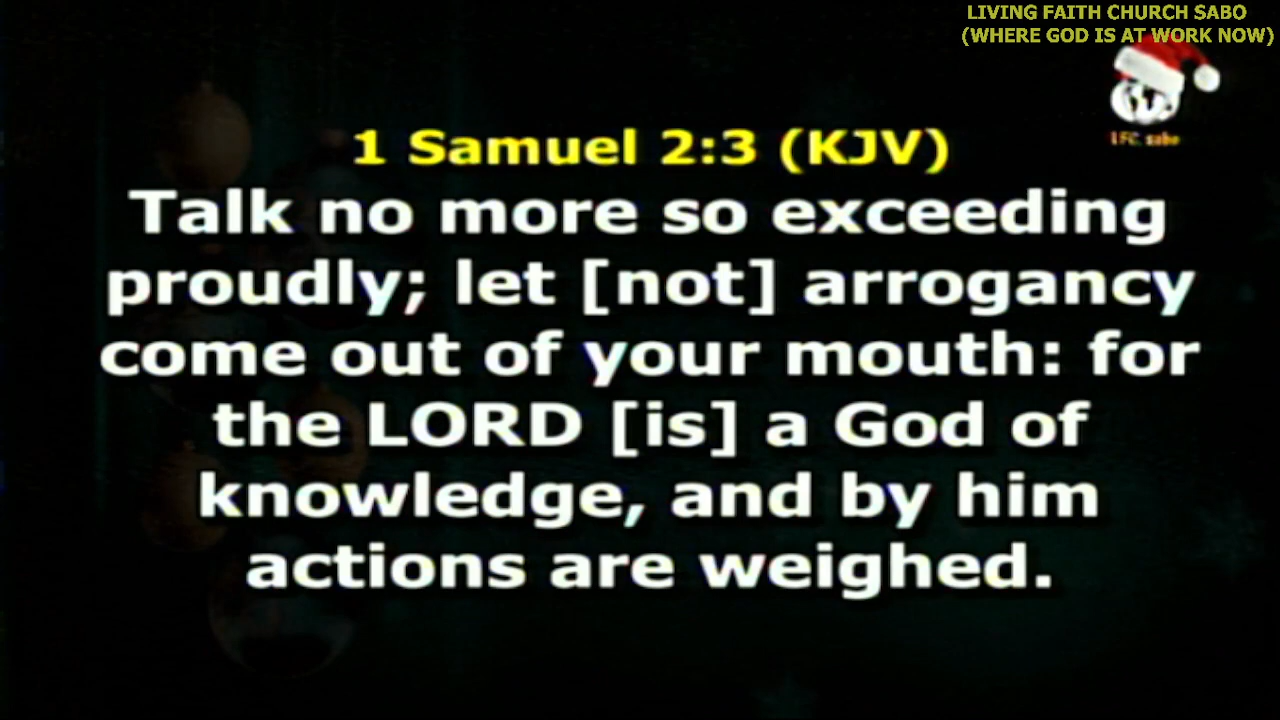 LIVING FAITH CHURCH SABO
(WHERE GOD IS AT WORK NOW)
LFC. sabo
1 Samuel 2:3 (KJV)
Talk no more so exceeding
proudly; let [not] arrogancy
come out of your mouth: for
the LORD [is] a God of
knowledge, and by him
actions are weighed.